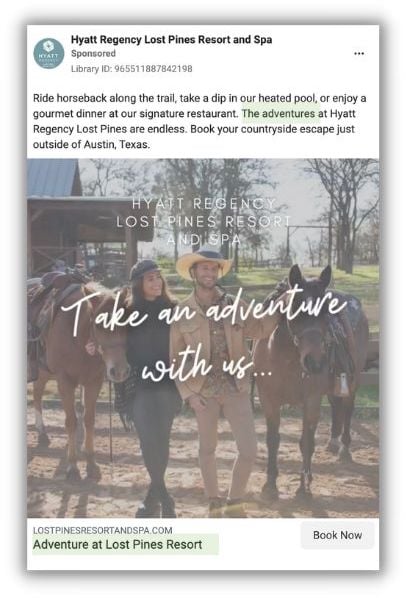 Hyatt Regency Lost Pines Resort and Spa
Sponsored
Library ID: 965511887842198
Ride horseback along the trail, take a dip in our heated pool, or enjoy a
gourmet dinner at our signature restaurant. The adventures at Hyatt
Regency Lost Pines are endless. Book your countryside escape just
outside of Austin, Texas.
HYATT REGENCY
LOST PINES RESORT
AND SPA
Take an adventure
with us...
LOSTPINESRESORTANDSPA.COM
Adventure at Lost Pines Resort
Book Now